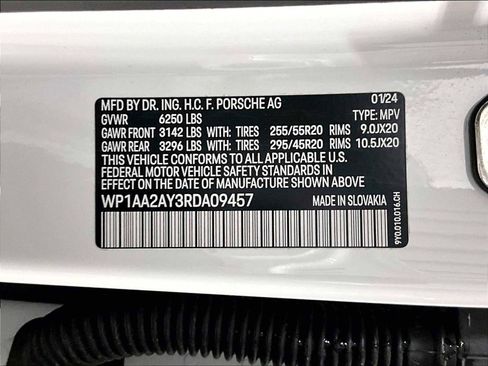 MFD BY DR. ING. H.C. F. PORSCHE AG 01/24
GVWR 6250 LBS TYPE: MPV
GAWR FRONT 3142 LBS WITH TIRES 255/55R20 RIMS 9.0JX20
GAWR REAR 3296 LBS WITH TIRES 295/45R20 RIMS 10.5JX20
THIS VEHICLE CONFORMS TO ALL APPLICABLE U.S.
FEDERAL MOTOR VEHICLE SAFETY STANDARDS IN
EFFECT ON THE DATE OF MANUFACTURE SHOWN ABOVE.
WP1AA2AY3RDA09457 MADE IN SLOVAKIA
9Y0.010.016.CH